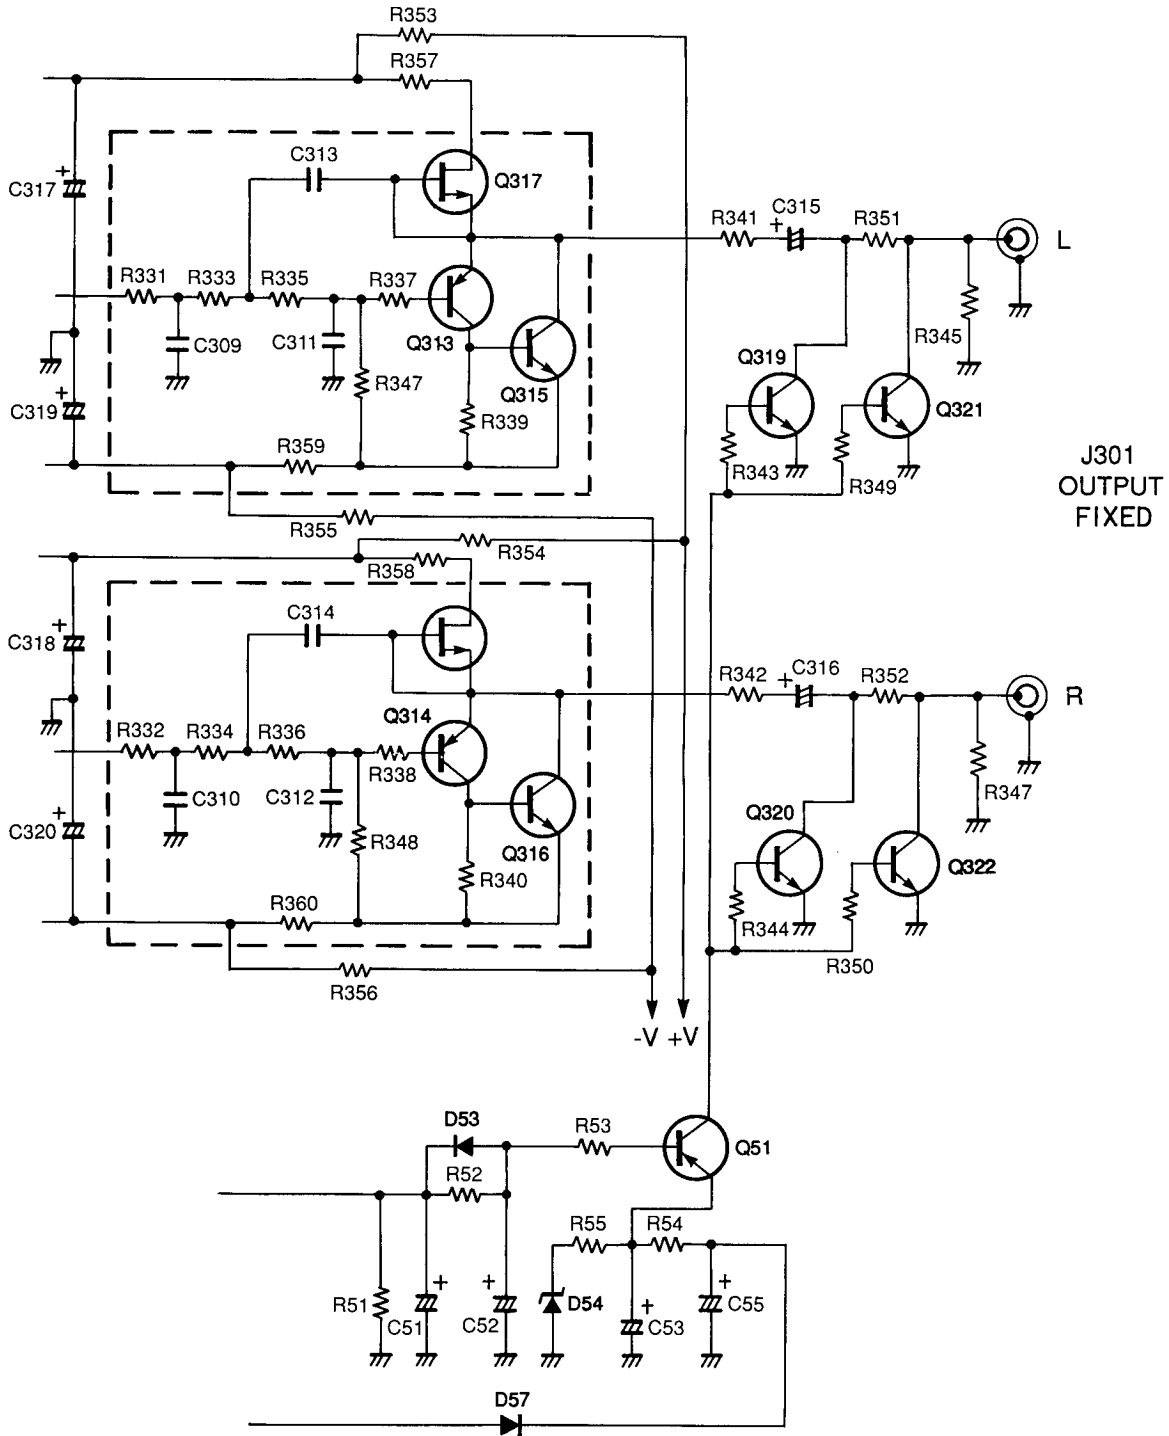 R353
R357
C313
Q317
C317
+
R341
C315
+
R351
L
R331
R333
R335
R337
C309
C311
Q313
R345
Q319
Q315
R347
Q321
C319
+
R339
R359
R343
R349
J301
OUTPUT
FIXED
R355
R354
R358
C314
C318
+
R342
C316
+
R352
R
Q314
R332
R334
R336
R338
C310
C312
R347
C320
+
Q320
R348
Q316
Q322
R340
R360
R344
R350
R356
-V
+V
D53
R53
Q51
R52
R55
R54
R51
C51
+
C52
+
D54
C53
+
C55
+
D57